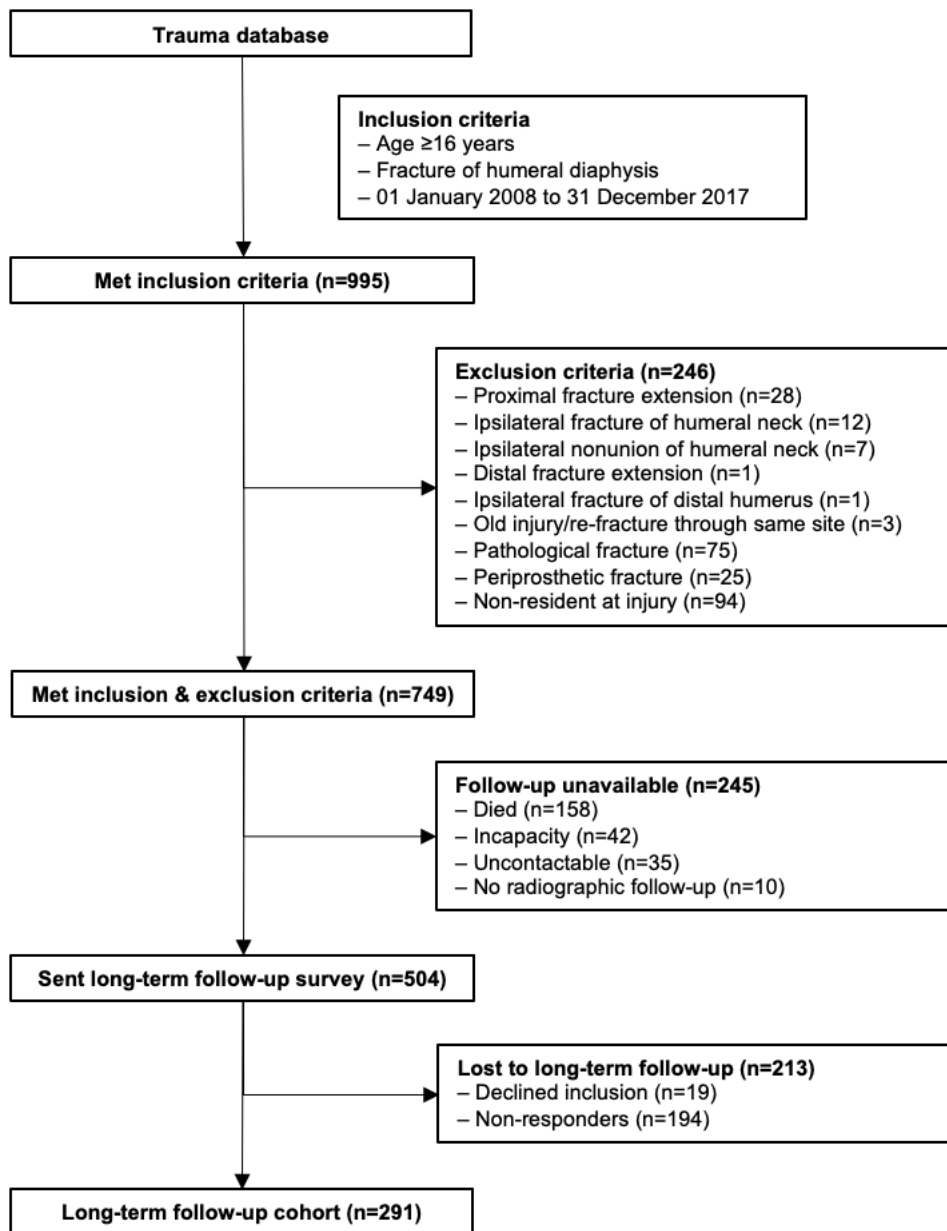 Trauma database
Inclusion criteria
– Age ≥16 years
– Fracture of humeral diaphysis
– 01 January 2008 to 31 December 2017
Met inclusion criteria (n=995)
Exclusion criteria (n=246)
– Proximal fracture extension (n=28)
– Ipsilateral fracture of humeral neck (n=12)
– Ipsilateral nonunion of humeral neck (n=7)
– Distal fracture extension (n=1)
– Ipsilateral fracture of distal humerus (n=1)
– Old injury/re-fracture through same site (n=3)
– Pathological fracture (n=75)
– Periprosthetic fracture (n=25)
– Non-resident at injury (n=94)
Met inclusion & exclusion criteria (n=749)
Follow-up unavailable (n=245)
– Died (n=158)
– Incapacity (n=42)
– Uncontactable (n=35)
– No radiographic follow-up (n=10)
Sent long-term follow-up survey (n=504)
Lost to long-term follow-up (n=213)
– Declined inclusion (n=19)
– Non-responders (n=194)
Long-term follow-up cohort (n=291)